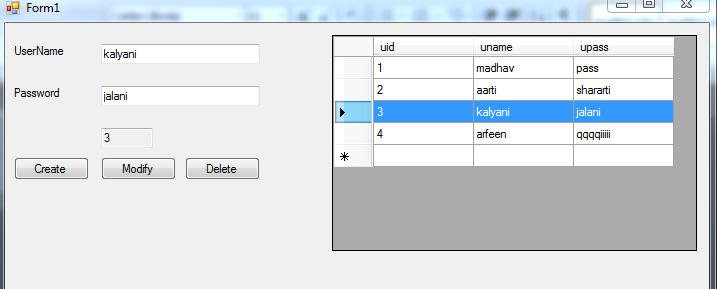 Form1
UserName
kalyani
Password
jalani
3
Create Modify Delete
uid uname upass
1 madhav pass
2 aarti shararti
3 kalyani jalani
4 arfeen qqqqiiiii